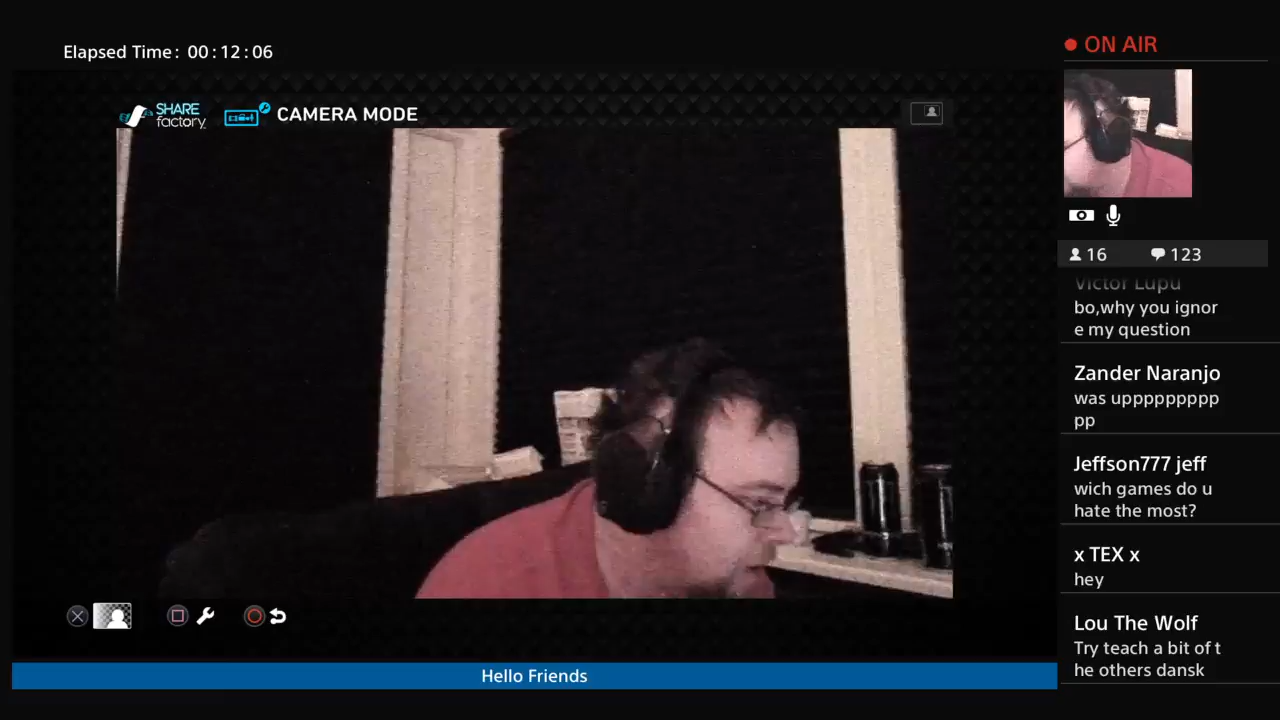 Elapsed Time: 00:12:06
ON AIR
SHARE
factory
CAMERA MODE
16 123
Victor Lupu
bo,why you ignor
e my question
Zander Naranjo
was upppppppppp
pp
Jeffson777 jeff
wich games do u
hate the most?
x TEX x
hey
Lou The Wolf
Try teach a bit of t
he others dansk
Hello Friends